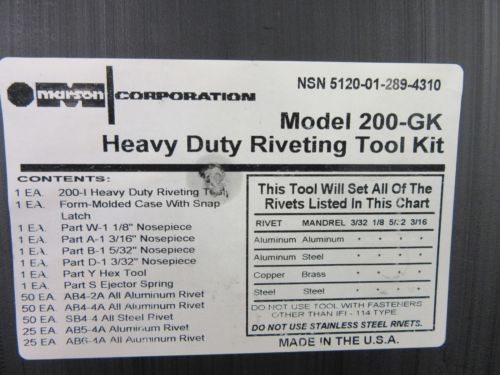 marson CORPORATION
NSN 5120-01-289-4310
Model 200-GK
Heavy Duty Riveting Tool Kit
CONTENTS:
1 EA. 200-I Heavy Duty Riveting Tool
1 EA. Form-Molded Case With Snap
Latch
1 EA. Part W-1 1/8" Nosepiece
1 EA. Part A-1 3/16" Nosepiece
1 EA. Part B-1 5/32" Nosepiece
1 EA. Part D-1 3/32" Nosepiece
1 EA. Part Y Hex Tool
1 EA. Part S Ejector Spring
50 EA. AB4-2A All Aluminum Rivet
50 EA. AB4-4A All Aluminum Rivet
50 EA. SB4-4 All Steel Rivet
25 EA. AB5-4A Aluminum Rivet
25 EA. AB6-4A All Aluminum Rivet
This Tool Will Set All Of The
Rivets Listed In This Chart
RIVET MANDREL 3/32 1/8 5/32 3/16
Aluminum Aluminum * * * *
Aluminum Steel * * * *
Copper Brass * * * *
Steel Steel * * * *
DO NOT USE TOOL WITH FASTENERS
OTHER THAN IFI - 114 TYPE
DO NOT USE STAINLESS STEEL RIVETS.
MADE IN THE U.S.A.